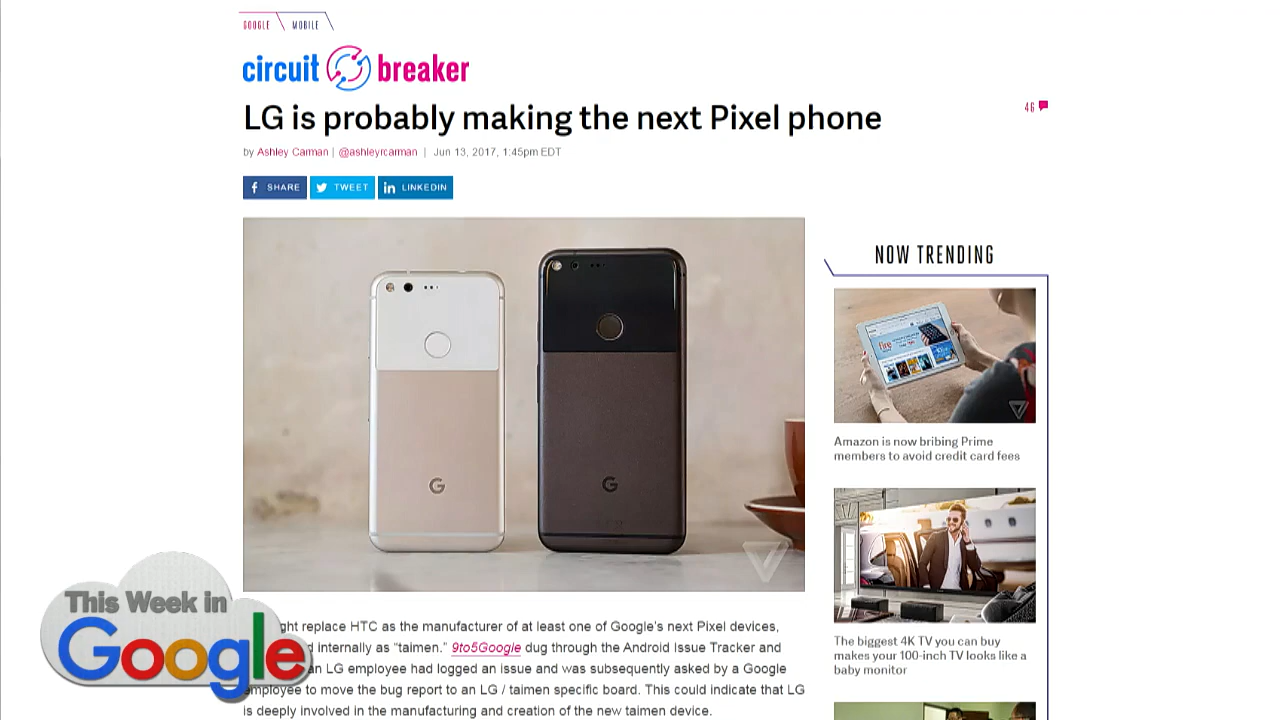 GOOGLE MOBILE
circuit breaker
LG is probably making the next Pixel phone
46
by Ashley Carman | @ashleyrcarman | Jun 13, 2017, 1:45pm EDT
SHARE TWEET LINKEDIN
NOW TRENDING
Amazon is now bribing Prime
members to avoid credit card fees
The biggest 4K TV you can buy
makes your 100-inch TV looks like a
baby monitor
replace HTC as the manufacturer of at least one of Google's next Pixel devices,
internally as “taimen.” 9to5Google dug through the Android Issue Tracker and
an LG employee had logged an issue and was subsequently asked by a Google
employee to move the bug report to an LG / taimen specific board. This could indicate that LG
is deeply involved in the manufacturing and creation of the new taimen device.
This Week in
Google